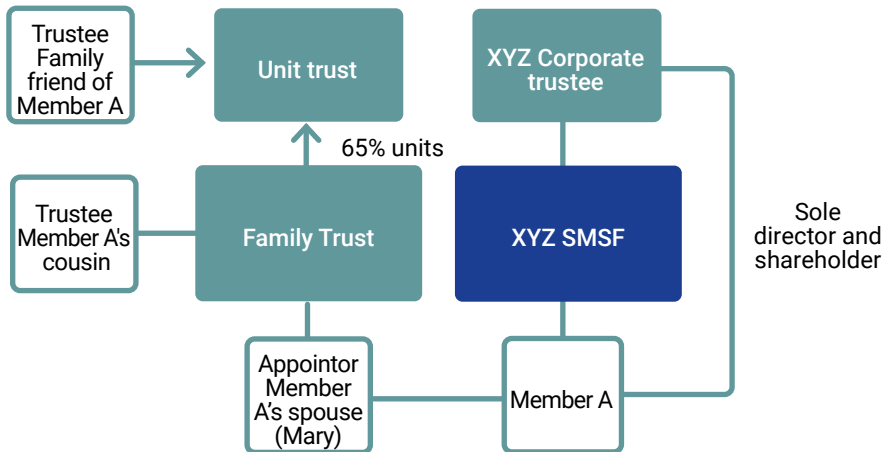 Trustee
Family
friend of
Member A
Unit trust
XYZ Corporate
trustee
65% units
Trustee
Member A's
cousin
Family Trust
XYZ SMSF
Sole
director and
shareholder
Appointor
Member
A’s spouse
(Mary)
Member A